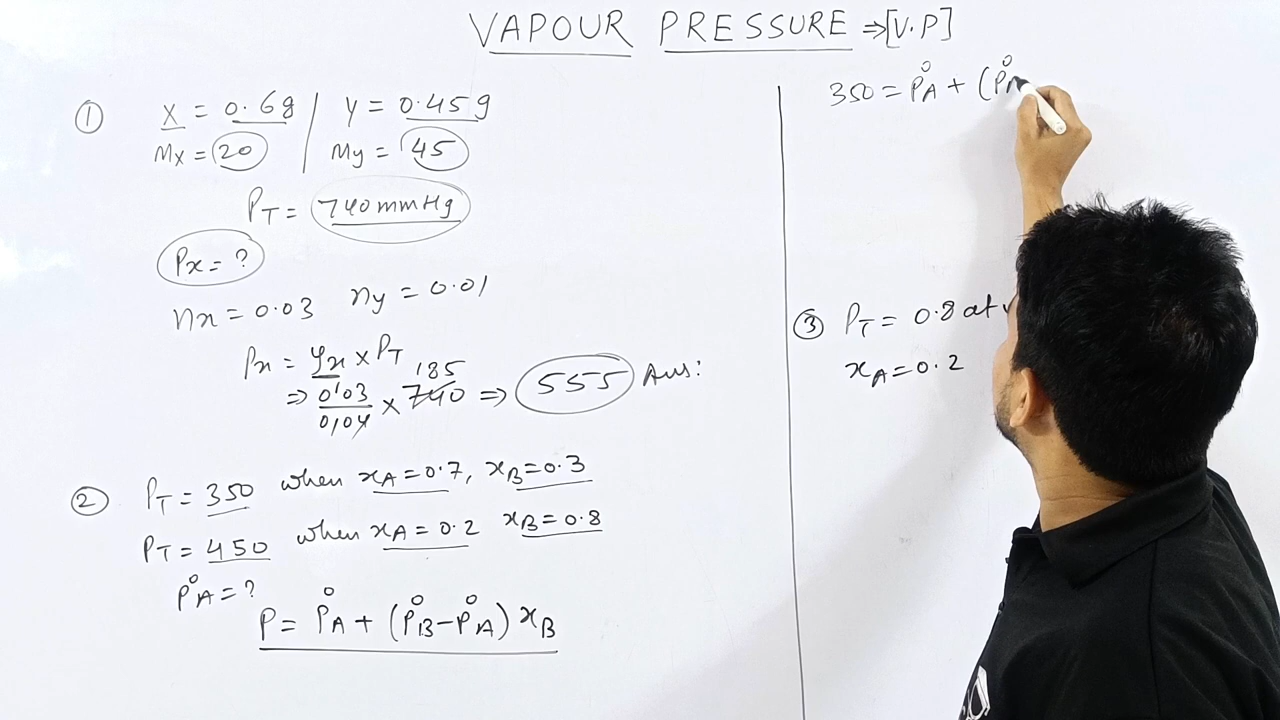 VAPOUR PRESSURE ⇒[V.P]
① X = 0.6g / Y = 0.45g
Mx = 20 My = 45
PT = 740mmHg
Px = ?
nx = 0.03 ny = 0.01
Px = yx × PT
⇒ 0.03/0.04 × 740 185 ⇒ 555 Ans:
② PT = 350 when xA = 0.7, xB = 0.3
PT = 450 when xA = 0.2 xB = 0.8
P°A = ?
P = P°A + (P°B − P°A) xB
350 = P°A + (P°
③ PT = 0.8 at
xA = 0.2